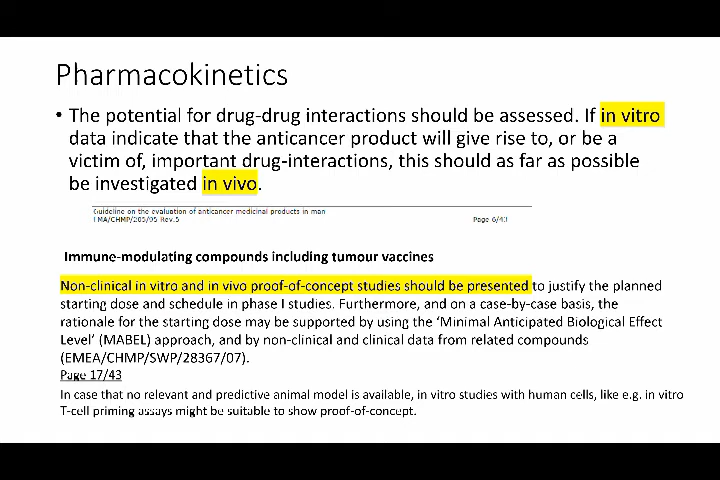 Pharmacokinetics
• The potential for drug-drug interactions should be assessed. If in vitro
data indicate that the anticancer product will give rise to, or be a
victim of, important drug-interactions, this should as far as possible
be investigated in vivo.
Guideline on the evaluation of anticancer medicinal products in man
EMA/CHMP/205/95 Rev.5 Page 6/43
Immune-modulating compounds including tumour vaccines
Non-clinical in vitro and in vivo proof-of-concept studies should be presented to justify the planned
starting dose and schedule in phase I studies. Furthermore, and on a case-by-case basis, the
rationale for the starting dose may be supported by using the ‘Minimal Anticipated Biological Effect
Level’ (MABEL) approach, and by non-clinical and clinical data from related compounds
(EMEA/CHMP/SWP/28367/07).
Page 17/43
In case that no relevant and predictive animal model is available, in vitro studies with human cells, like e.g. in vitro
T-cell priming assays might be suitable to show proof-of-concept.